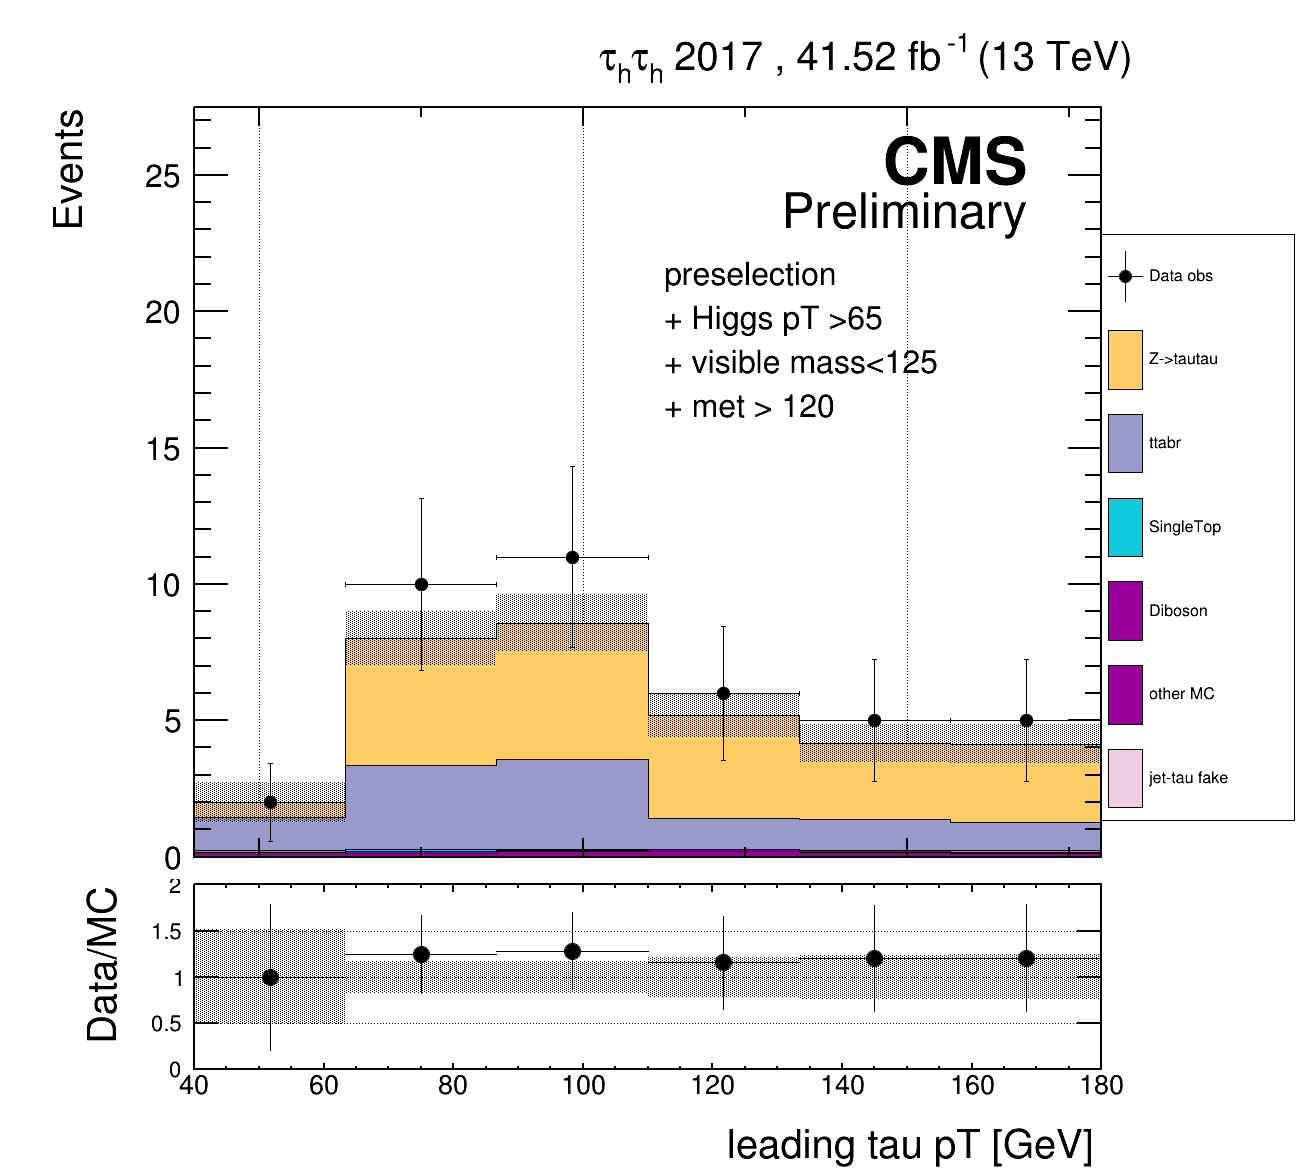 τhτh 2017 , 41.52 fb-1 (13 TeV)
Events
CMS
Preliminary
preselection
+ Higgs pT >65
+ visible mass<125
+ met > 120
25
20
15
10
5
0
Data obs
Z->tautau
ttabr
SingleTop
Diboson
other MC
jet-tau fake
Data/MC
2
1.5
1
0.5
0
40 60 80 100 120 140 160 180
leading tau pT [GeV]